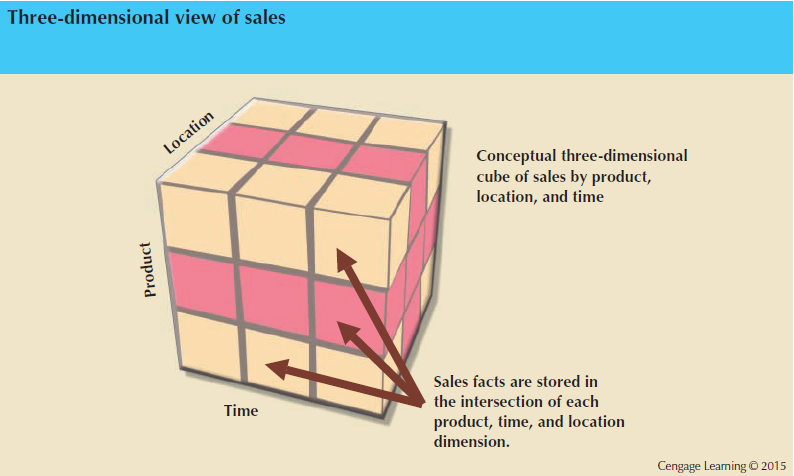 Three-dimensional view of sales
Location
Conceptual three-dimensional
cube of sales by product,
location, and time
Product
Sales facts are stored in
the intersection of each
product, time, and location
dimension.
Time
Cengage Learning © 2015